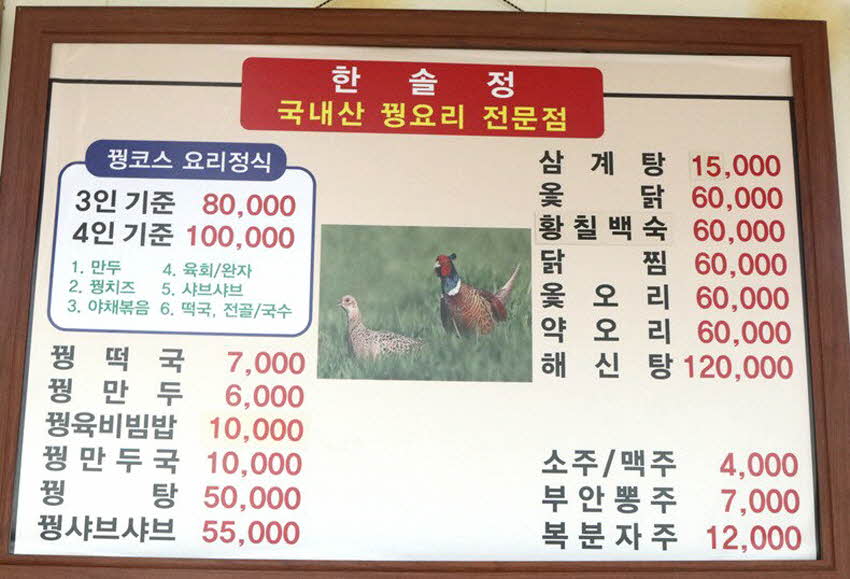 한 솔 정
국내산 꿩요리 전문점
꿩코스 요리정식
3인 기준 80,000
4인 기준 100,000
1. 만두 4. 육회/완자
2. 꿩치즈 5. 샤브샤브
3. 야채볶음 6. 떡국, 전골/국수
꿩 떡 국 7,000
꿩 만 두 6,000
꿩육비빔밥 10,000
꿩만두국 10,000
꿩 탕 50,000
꿩샤브샤브 55,000
삼 계 탕 15,000
옻 닭 60,000
황칠백숙 60,000
닭 찜 60,000
옻 오 리 60,000
약 오 리 60,000
해 신 탕 120,000
소주/맥주 4,000
부안뽕주 7,000
복분자주 12,000